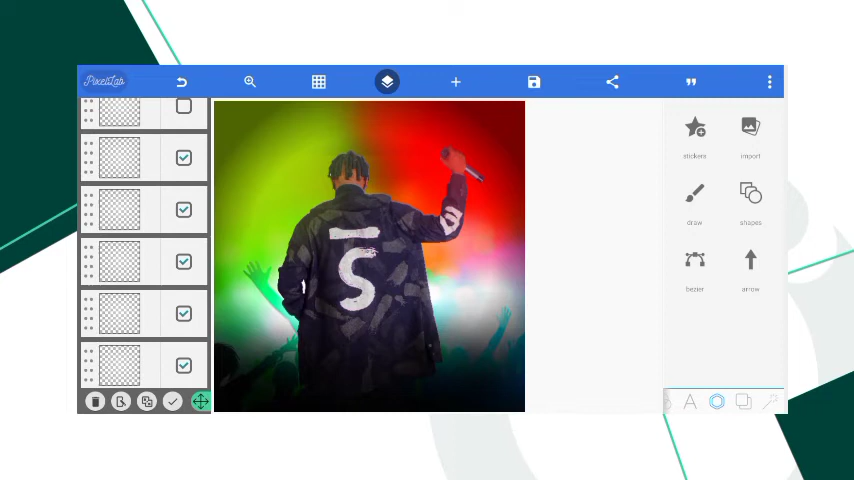 PixelLab
stickers
import
draw
shapes
bezier
arrow
A
S